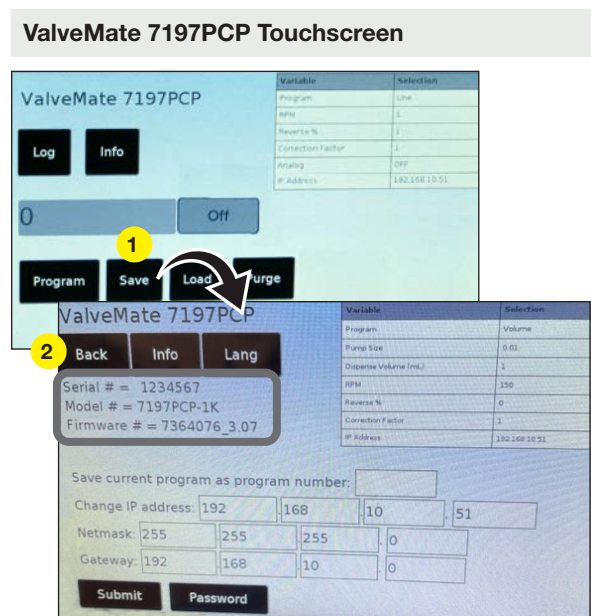 ValveMate 7197PCP Touchscreen
ValveMate 7197PCP
Log Info
0 Off
1
Program Save Load Purge
Variable Selection
Program Line
RPM 1
Reverse % 1
Correction Factor 1
Analog OFF
IP Address 192.168.10.51
ValveMate 7197PCP
2
Back Info Lang
Serial # = 1234567
Model # = 7197PCP-1K
Firmware # = 7364076_3.07
Variable Selection
Program Volume
Pump Size 0.01
Dispense Volume (mL) 1
RPM 150
Reverse % 0
Correction Factor 1
IP Address 192.168.10.51
Save current program as program number:
Change IP address: 192 .168 .10 . 51
Netmask: 255 .255 .255 . 0
Gateway: 192 .168 .10 . 0
Submit Password